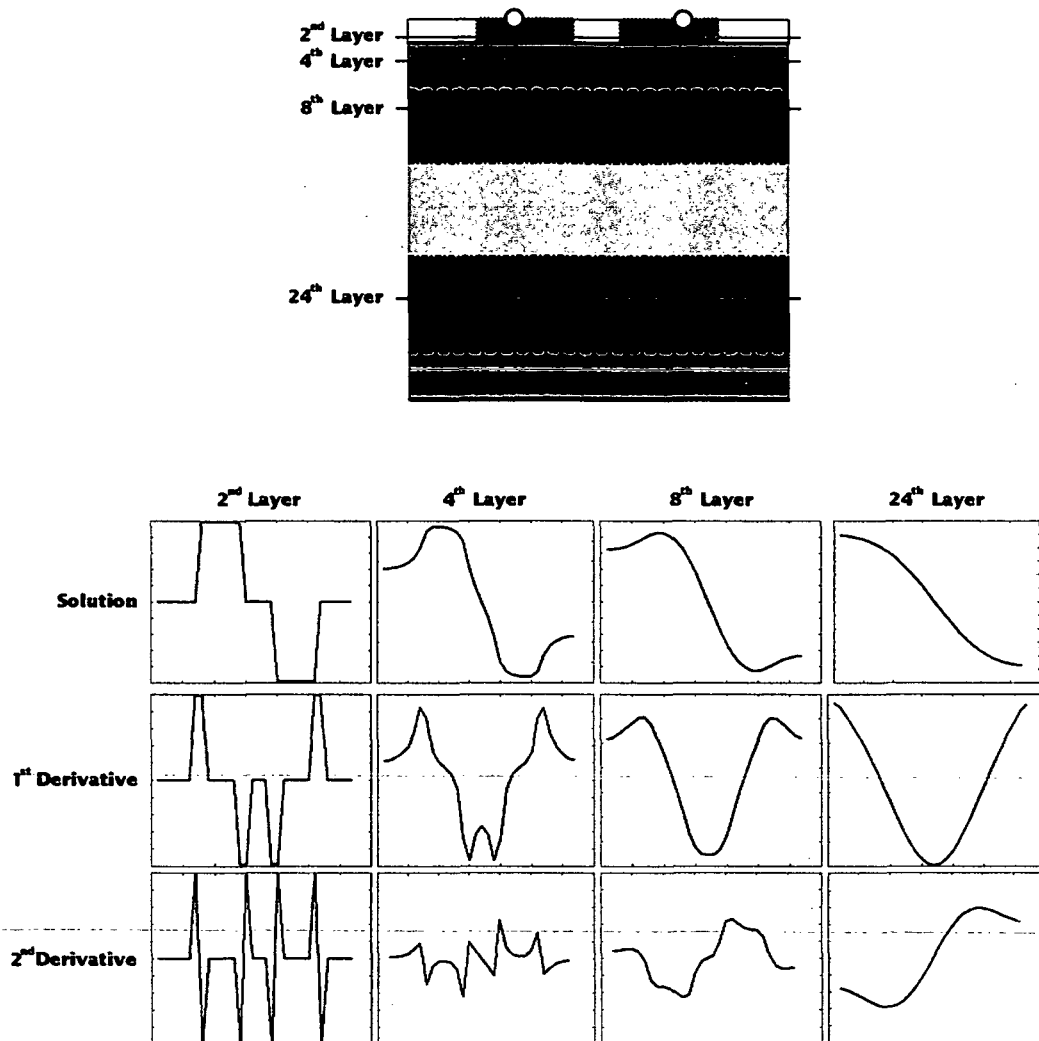 2nd Layer
4th Layer
8th Layer
24th Layer
2nd Layer 4th Layer 8th Layer 24th Layer
Solution
1st Derivative
2nd Derivative